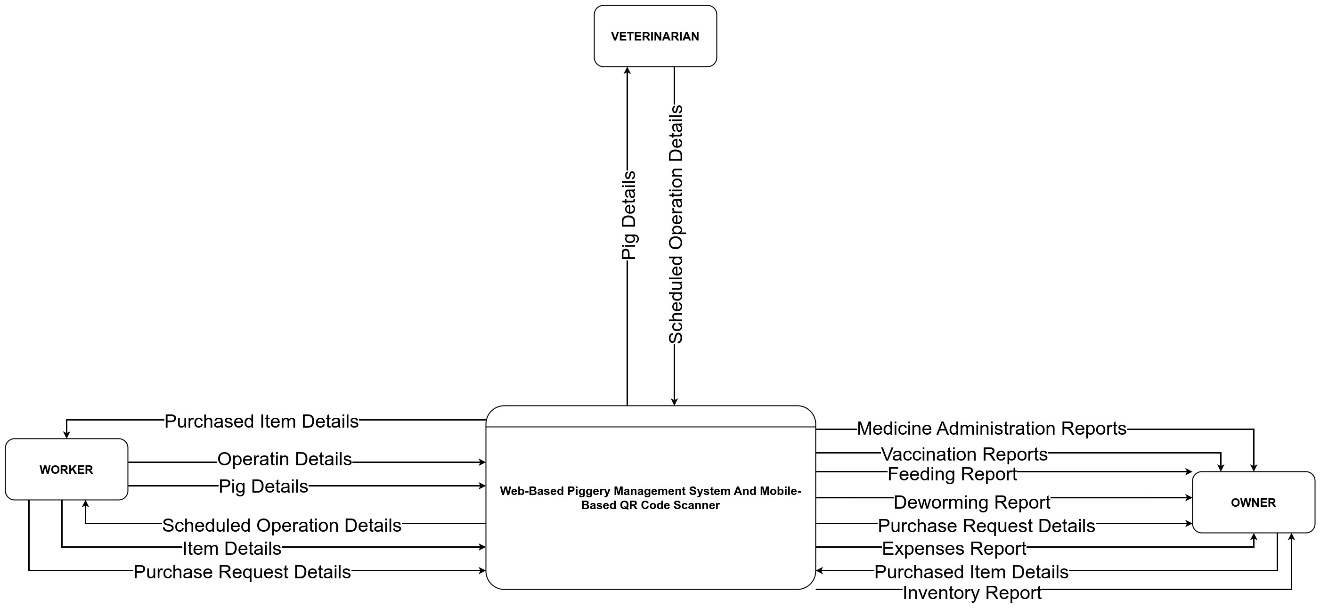 VETERINARIAN
Pig Details
Scheduled Operation Details
Purchased Item Details
WORKER
Operatin Details
Pig Details
Scheduled Operation Details
Item Details
Purchase Request Details
Web-Based Piggery Management System And Mobile-
Based QR Code Scanner
Medicine Administration Reports
Vaccination Reports
Feeding Report
Deworming Report
Purchase Request Details
Expenses Report
Purchased Item Details
Inventory Report
OWNER